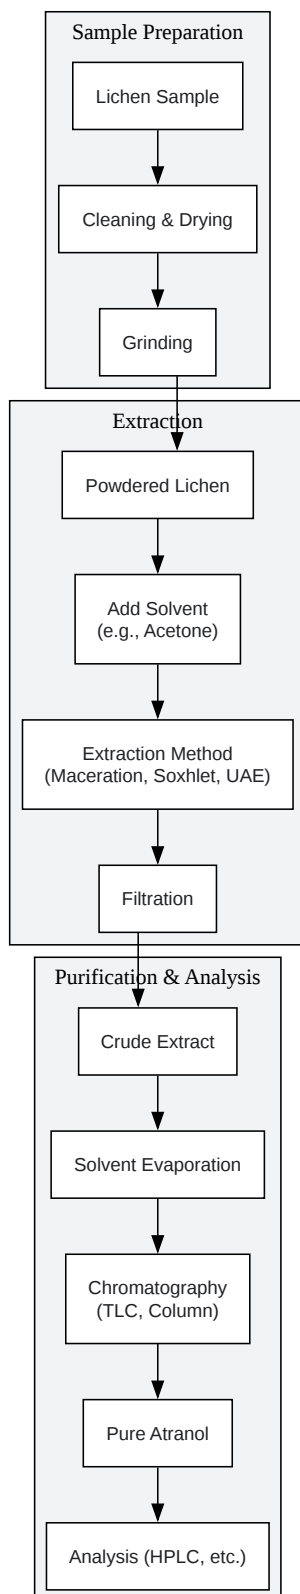 Sample Preparation
Lichen Sample
Cleaning & Drying
Grinding
Extraction
Powdered Lichen
Add Solvent
(e.g., Acetone)
Extraction Method
(Maceration, Soxhlet, UAE)
Filtration
Purification & Analysis
Crude Extract
Solvent Evaporation
Chromatography
(TLC, Column)
Pure Atranol
Analysis (HPLC, etc.)